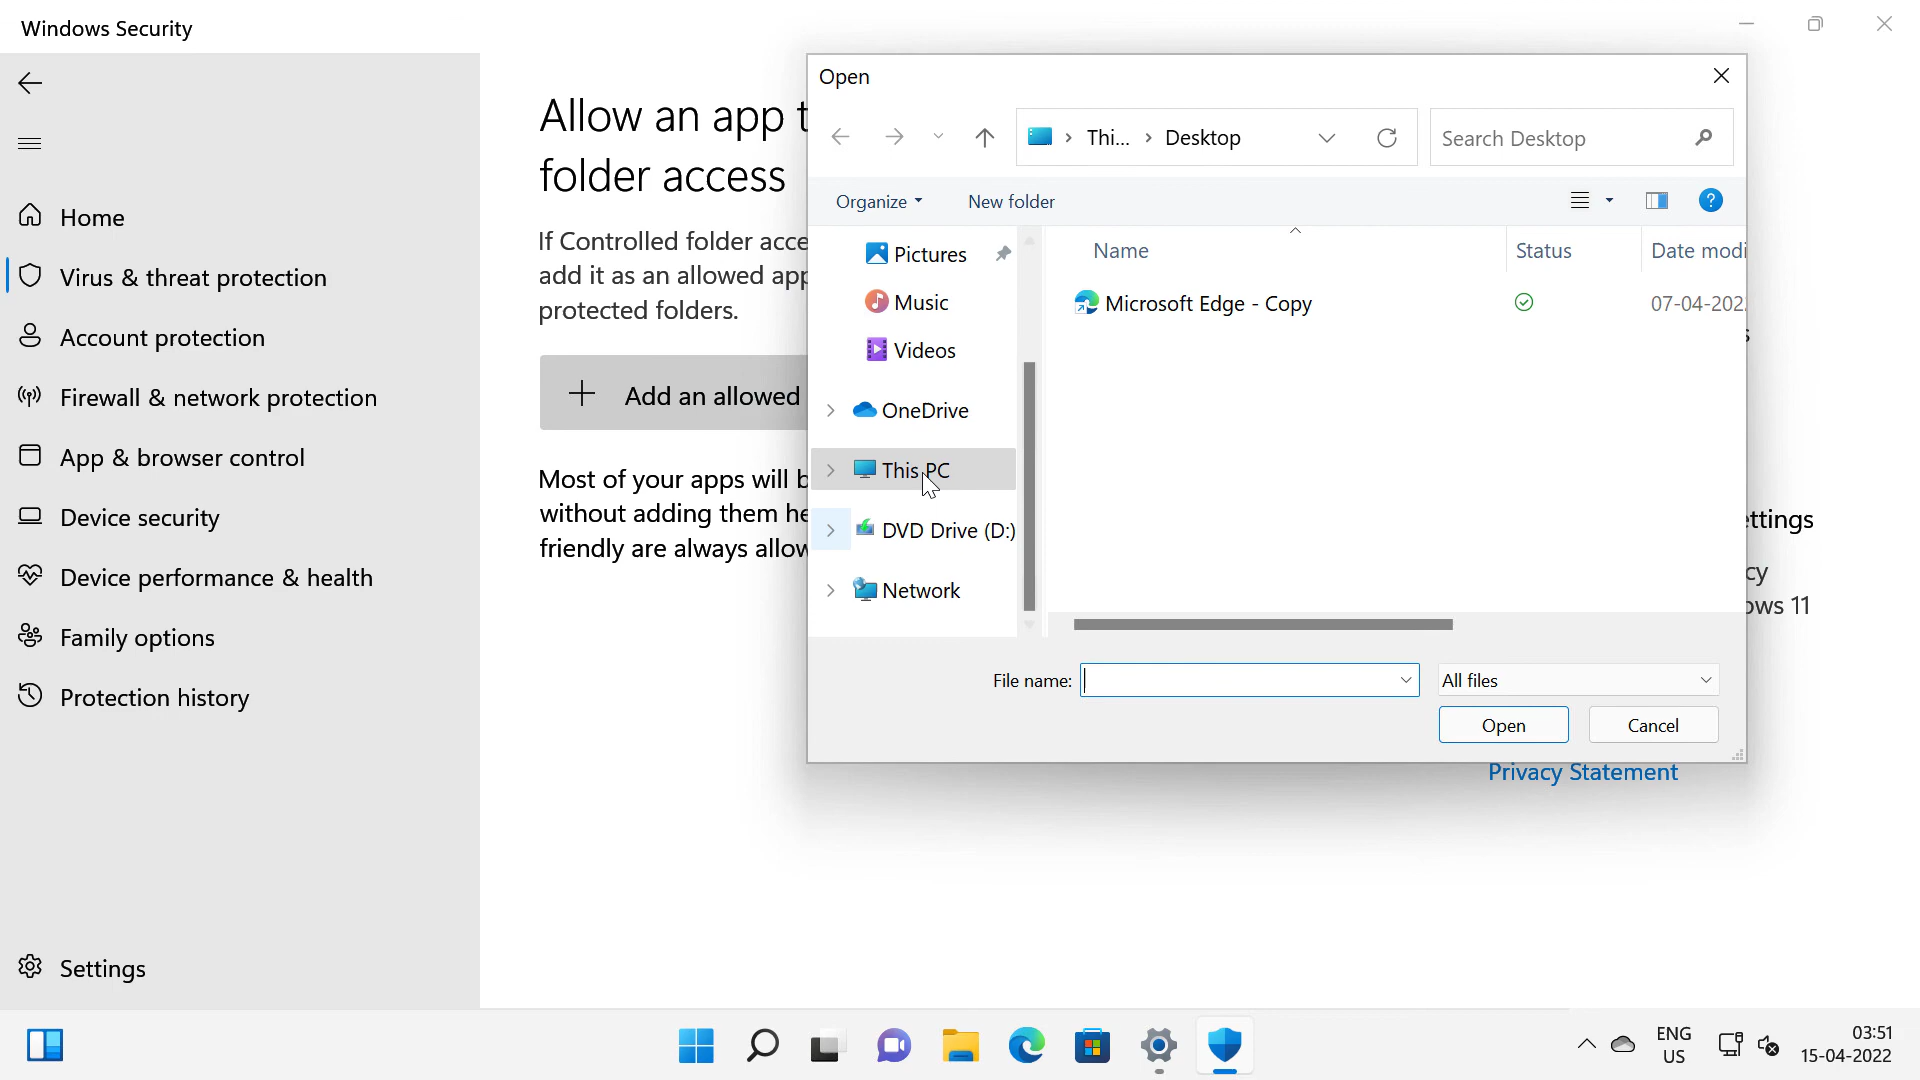 Windows Security
Home
Virus & threat protection
Account protection
Firewall & network protection
App & browser control
Device security
Device performance & health
Family options
Protection history
Settings
Allow an app t
folder access
If Controlled folder acce
add it as an allowed app
protected folders.
Add an allowed
Most of your apps will b
without adding them he
friendly are always allow
Open
Thi...
Desktop
Search Desktop
Organize
New folder
?
Pictures
Music
Videos
OneDrive
This PC
DVD Drive (D:)
Network
Name
Status
Date modi
Microsoft Edge - Copy
07-04-202
File name:
All files
Open
Cancel
s
ettings
cy
ows 11
Privacy Statement
ENG
US
03:51
15-04-2022